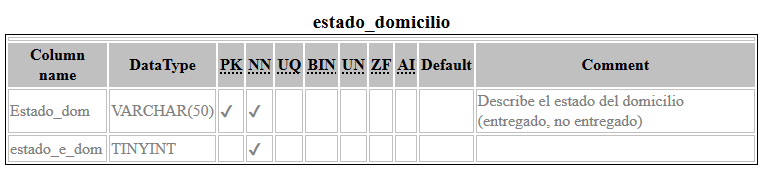 estado_domicilio
Column name DataType PK NN UQ BIN UN ZF AI Default Comment
Estado_dom VARCHAR(50) ✔ ✔ Describe el estado del domicilio
(entregado, no entregado)
estado_e_dom TINYINT ✔